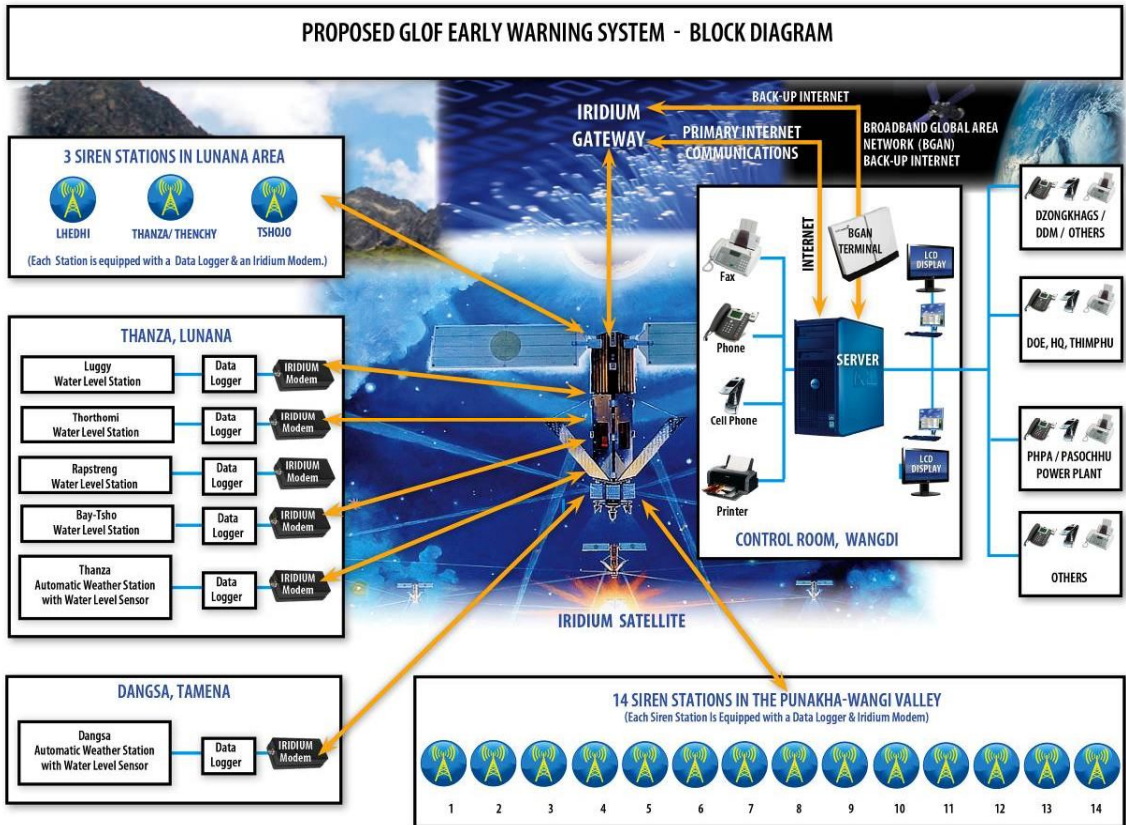 PROPOSED GLOF EARLY WARNING SYSTEM - BLOCK DIAGRAM
IRIDIUM
GATEWAY
BACK-UP INTERNET
PRIMARY INTERNET
COMMUNICATIONS
BROADBAND GLOBAL AREA
NETWORK (BGAN)
BACK-UP INTERNET
3 SIREN STATIONS IN LUNANA AREA
LHEDHI
THANZA/ THENCHY
TSHOJO
(Each Station is equipped with a Data Logger & an Iridium Modem.)
THANZA, LUNANA
Luggy
Water Level Station
Data
Logger
IRIDIUM
Modem
Thorthomi
Water Level Station
Data
Logger
IRIDIUM
Modem
Rapstreng
Water Level Station
Data
Logger
IRIDIUM
Modem
Bay-Tsho
Water Level Station
Data
Logger
IRIDIUM
Modem
Thanza
Automatic Weather Station
with Water Level Sensor
Data
Logger
IRIDIUM
Modem
DANGSA, TAMENA
Dangsa
Automatic Weather Station
with Water Level Sensor
Data
Logger
IRIDIUM
Modem
IRIDIUM SATELLITE
Fax
Phone
Cell Phone
Printer
INTERNET
BGAN
TERMINAL
SERVER
LCD
DISPLAY
LCD
DISPLAY
CONTROL ROOM, WANGDI
DZONGKHAGS /
DDM / OTHERS
DOE, HQ, THIMPHU
PHPA / PASOCHHU
POWER PLANT
OTHERS
14 SIREN STATIONS IN THE PUNAKHA-WANGI VALLEY
(Each Siren Station Is Equipped with a Data Logger & Iridium Modem)
1 2 3 4 5 6 7 8 9 10 11 12 13 14